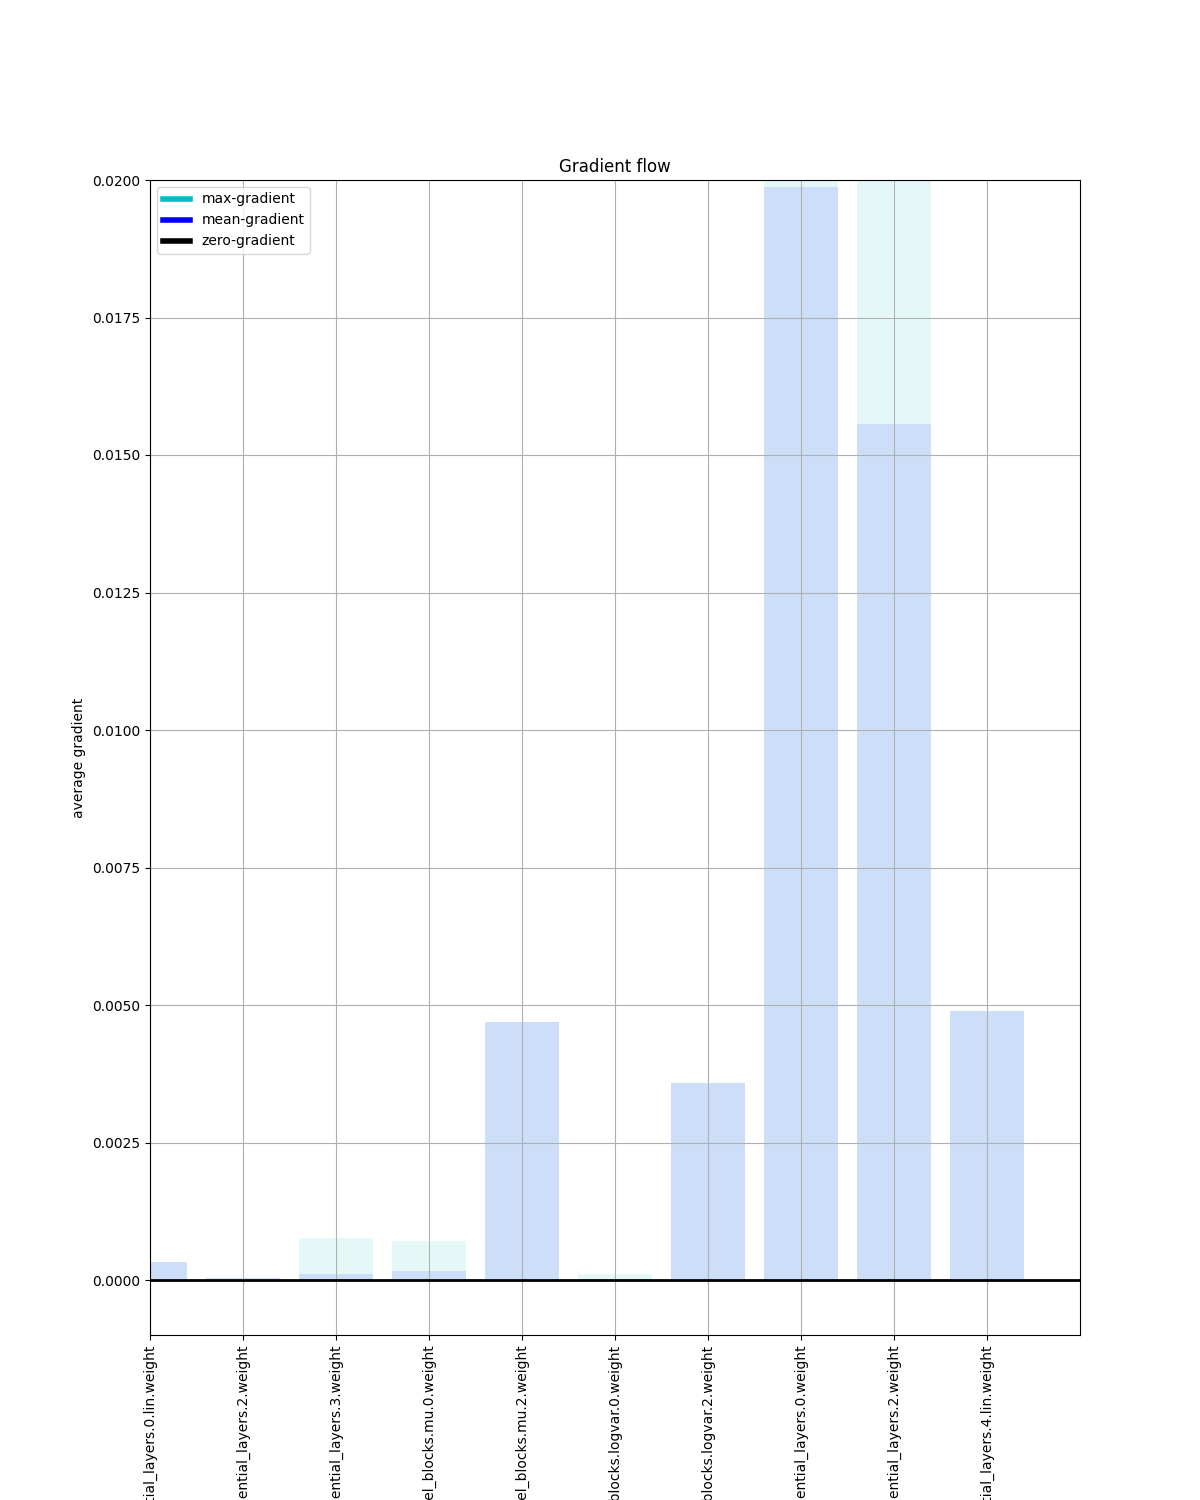 Gradient flow
max-gradient
mean-gradient
zero-gradient
0.0200
0.0175
0.0150
0.0125
0.0100
0.0075
0.0050
0.0025
0.0000
average gradient
tial_layers.0.lin.weight
ential_layers.2.weight
ential_layers.3.weight
el_blocks.mu.0.weight
el_blocks.mu.2.weight
blocks.logvar.0.weight
blocks.logvar.2.weight
ential_layers.0.weight
ential_layers.2.weight
tial_layers.4.lin.weight